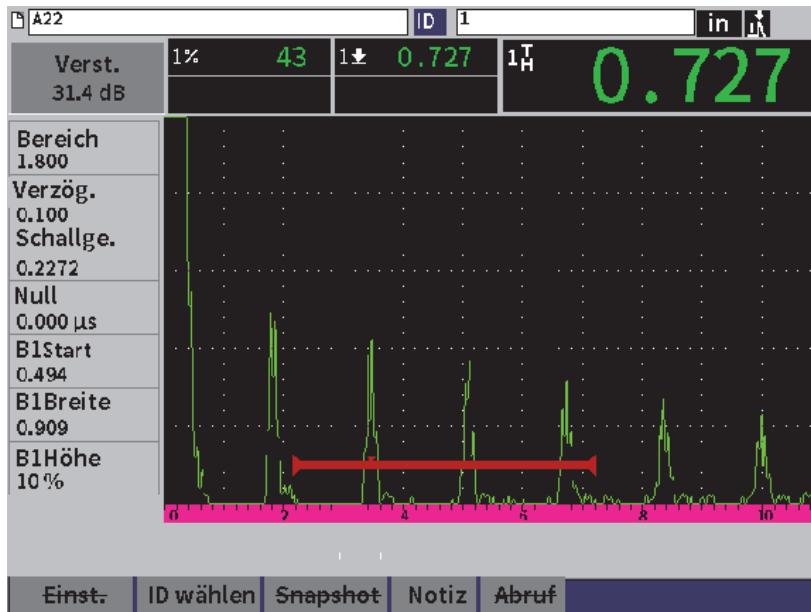 A22 ID 1 in
Verst.
31.4 dB
1% 43 1 0.727 1 T H 0.727
Bereich
1.800
Verzög.
0.100
Schallge.
0.2272
Null
0.000 µs
B1Start
0.494
B1Breite
0.909
B1Höhe
10 %
0 2 4 6 8 10
Einst. ID wählen Snapshot Notiz Abruf